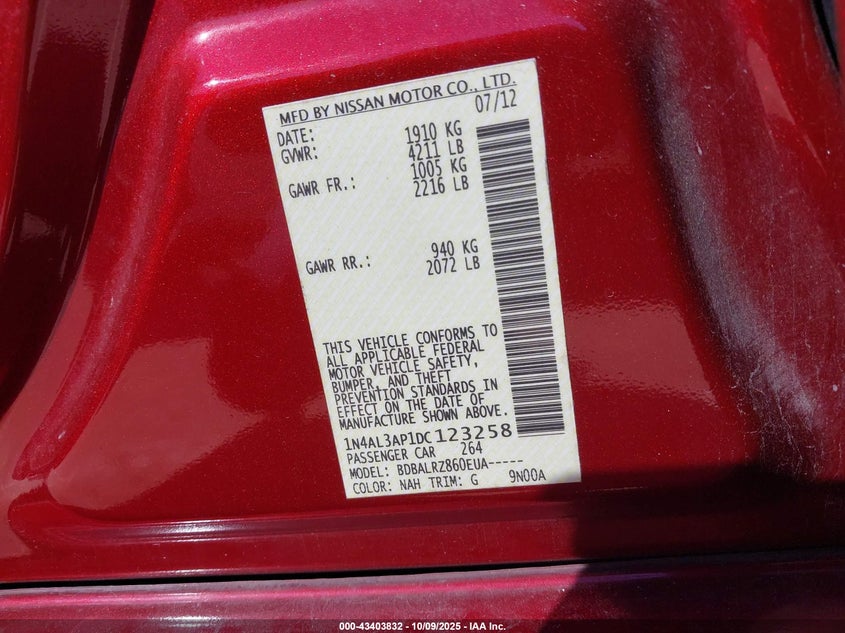 MFD BY NISSAN MOTOR CO., LTD.
DATE: 07/12
GVWR: 1910 KG
4211 LB
GAWR FR.: 1005 KG
2216 LB
GAWR RR.: 940 KG
2072 LB
THIS VEHICLE CONFORMS TO
ALL APPLICABLE FEDERAL
MOTOR VEHICLE SAFETY,
BUMPER, AND THEFT
PREVENTION STANDARDS IN
EFFECT ON THE DATE OF
MANUFACTURE SHOWN ABOVE.
1N4AL3AP1DC123258
PASSENGER CAR 264
MODEL: BDBALRZ860EUA-----
COLOR: NAH TRIM: G 9N00A
000-43403832 - 10/09/2025 - IAA Inc.